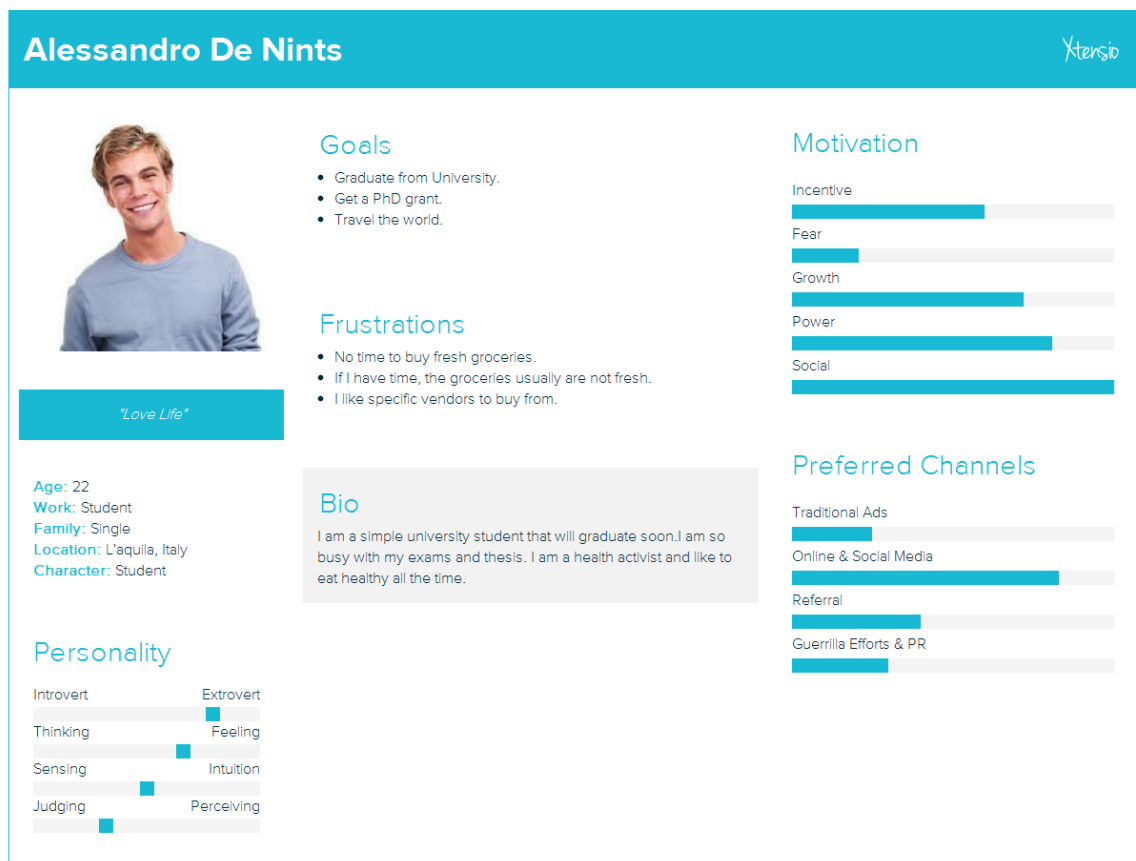 Alessandro De Nints
Xtensio
"Love Life"
Age: 22
Work: Student
Family: Single
Location: L'aquila, Italy
Character: Student
Personality
Introvert Extrovert
Thinking Feeling
Sensing Intuition
Judging Perceiving
Goals
Graduate from University.
Get a PhD grant.
Travel the world.
Frustrations
No time to buy fresh groceries.
If I have time, the groceries usually are not fresh.
I like specific vendors to buy from.
Bio
I am a simple university student that will graduate soon.I am so
busy with my exams and thesis. I am a health activist and like to
eat healthy all the time.
Motivation
Incentive
Fear
Growth
Power
Social
Preferred Channels
Traditional Ads
Online & Social Media
Referral
Guerrilla Efforts & PR